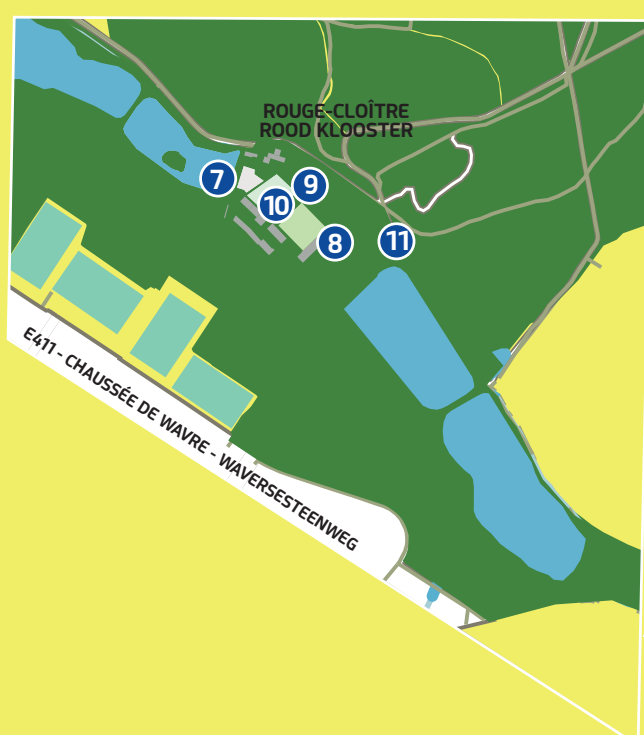 ROUGE-CLOÎTRE
ROOD KLOOSTER
7
9
10
8
11
E411 - CHAUSSÉE DE WAVRE - WAVERSESTEENWEG